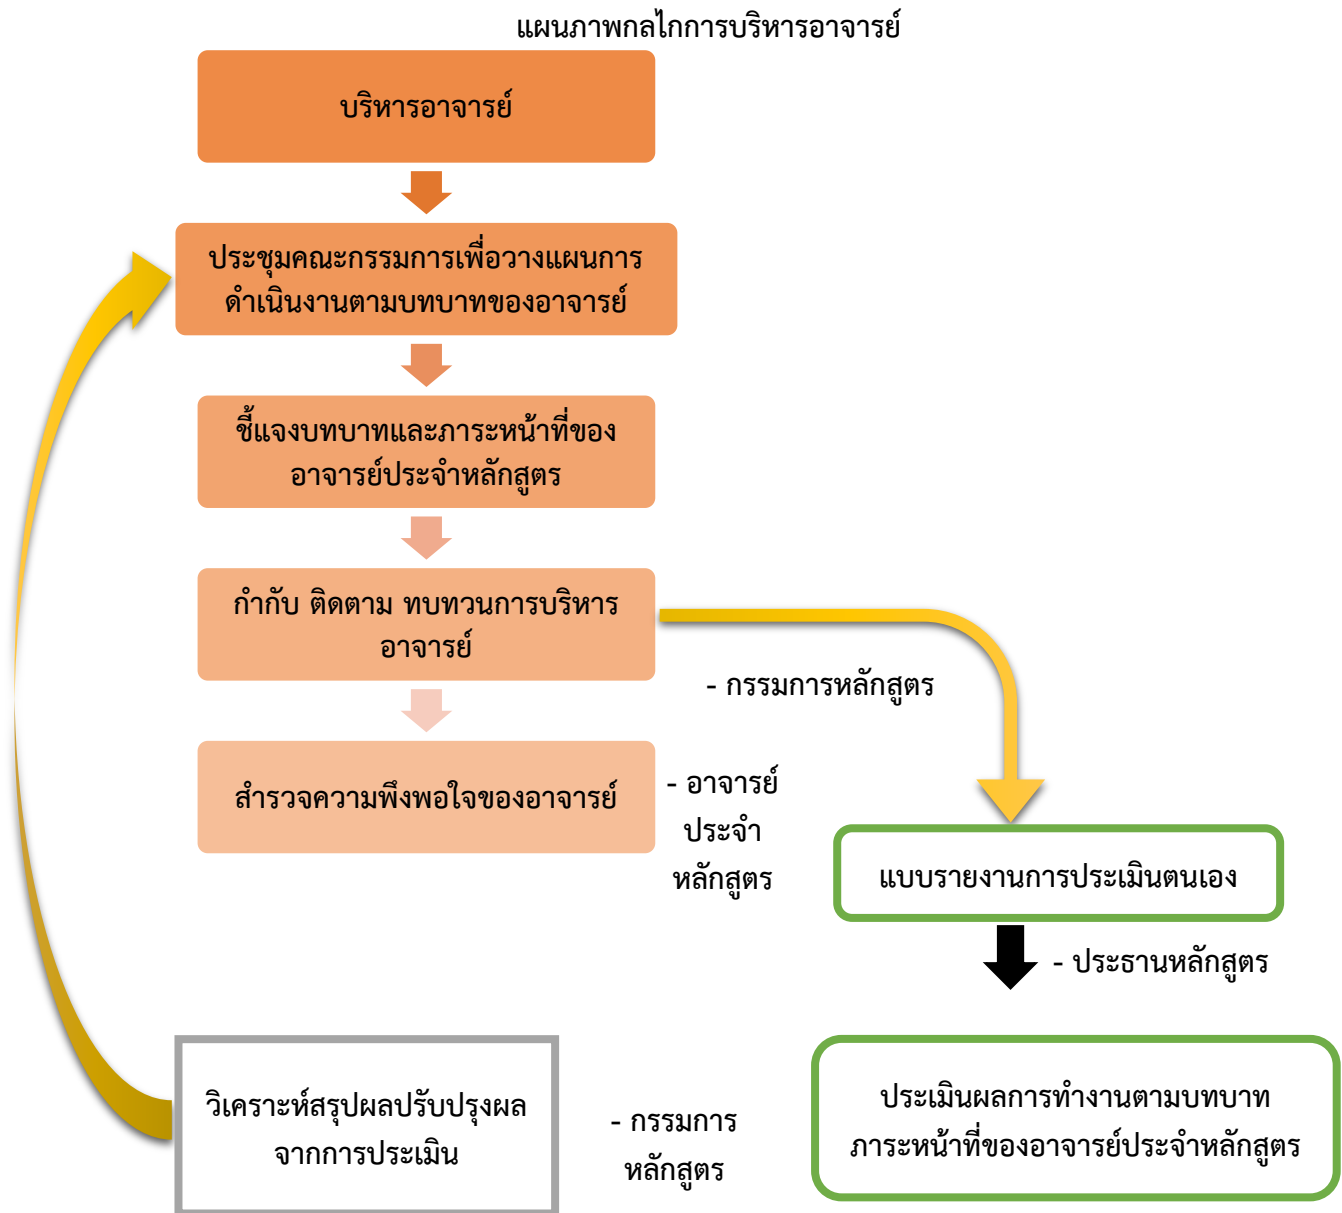 แผนภาพกลไกการบริหารอาจารย์
บริหารอาจารย์
ประชุมคณะกรรมการเพื่อวางแผนการ
ดำเนินงานตามบทบาทของอาจารย์
ชี้แจงบทบาทและภาระหน้าที่ของ
อาจารย์ประจำหลักสูตร
กำกับ ติดตาม ทบทวนการบริหาร
อาจารย์
- กรรมการหลักสูตร
สำรวจความพึงพอใจของอาจารย์
- อาจารย์
ประจำ
หลักสูตร
แบบรายงานการประเมินตนเอง
- ประธานหลักสูตร
วิเคราะห์สรุปผลปรับปรุงผล
จากการประเมิน
- กรรมการ
หลักสูตร
ประเมินผลการทำงานตามบทบาท
ภาระหน้าที่ของอาจารย์ประจำหลักสูตร